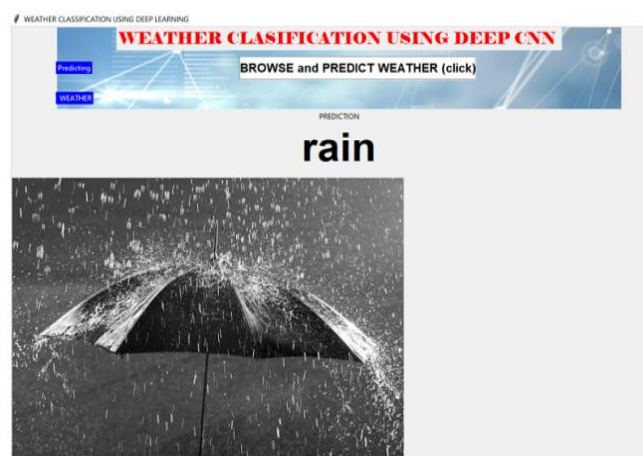 WEATHER CLASSIFICATION USING DEEP LEARNING
WEATHER CLASIFICATION USING DEEP CNN
Predicting
BROWSE and PREDICT WEATHER (click)
WEATHER
PREDICTION
rain